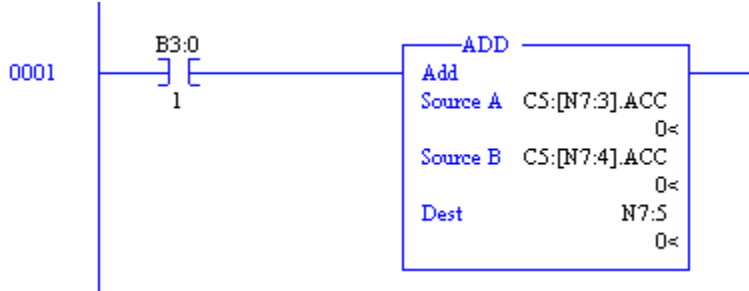 B3:0
ADD
0001
Add
1
Source A C5:[N7:3].ACC
0<
Source B C5:[N7:4].ACC
0<
Dest N7:5
0<